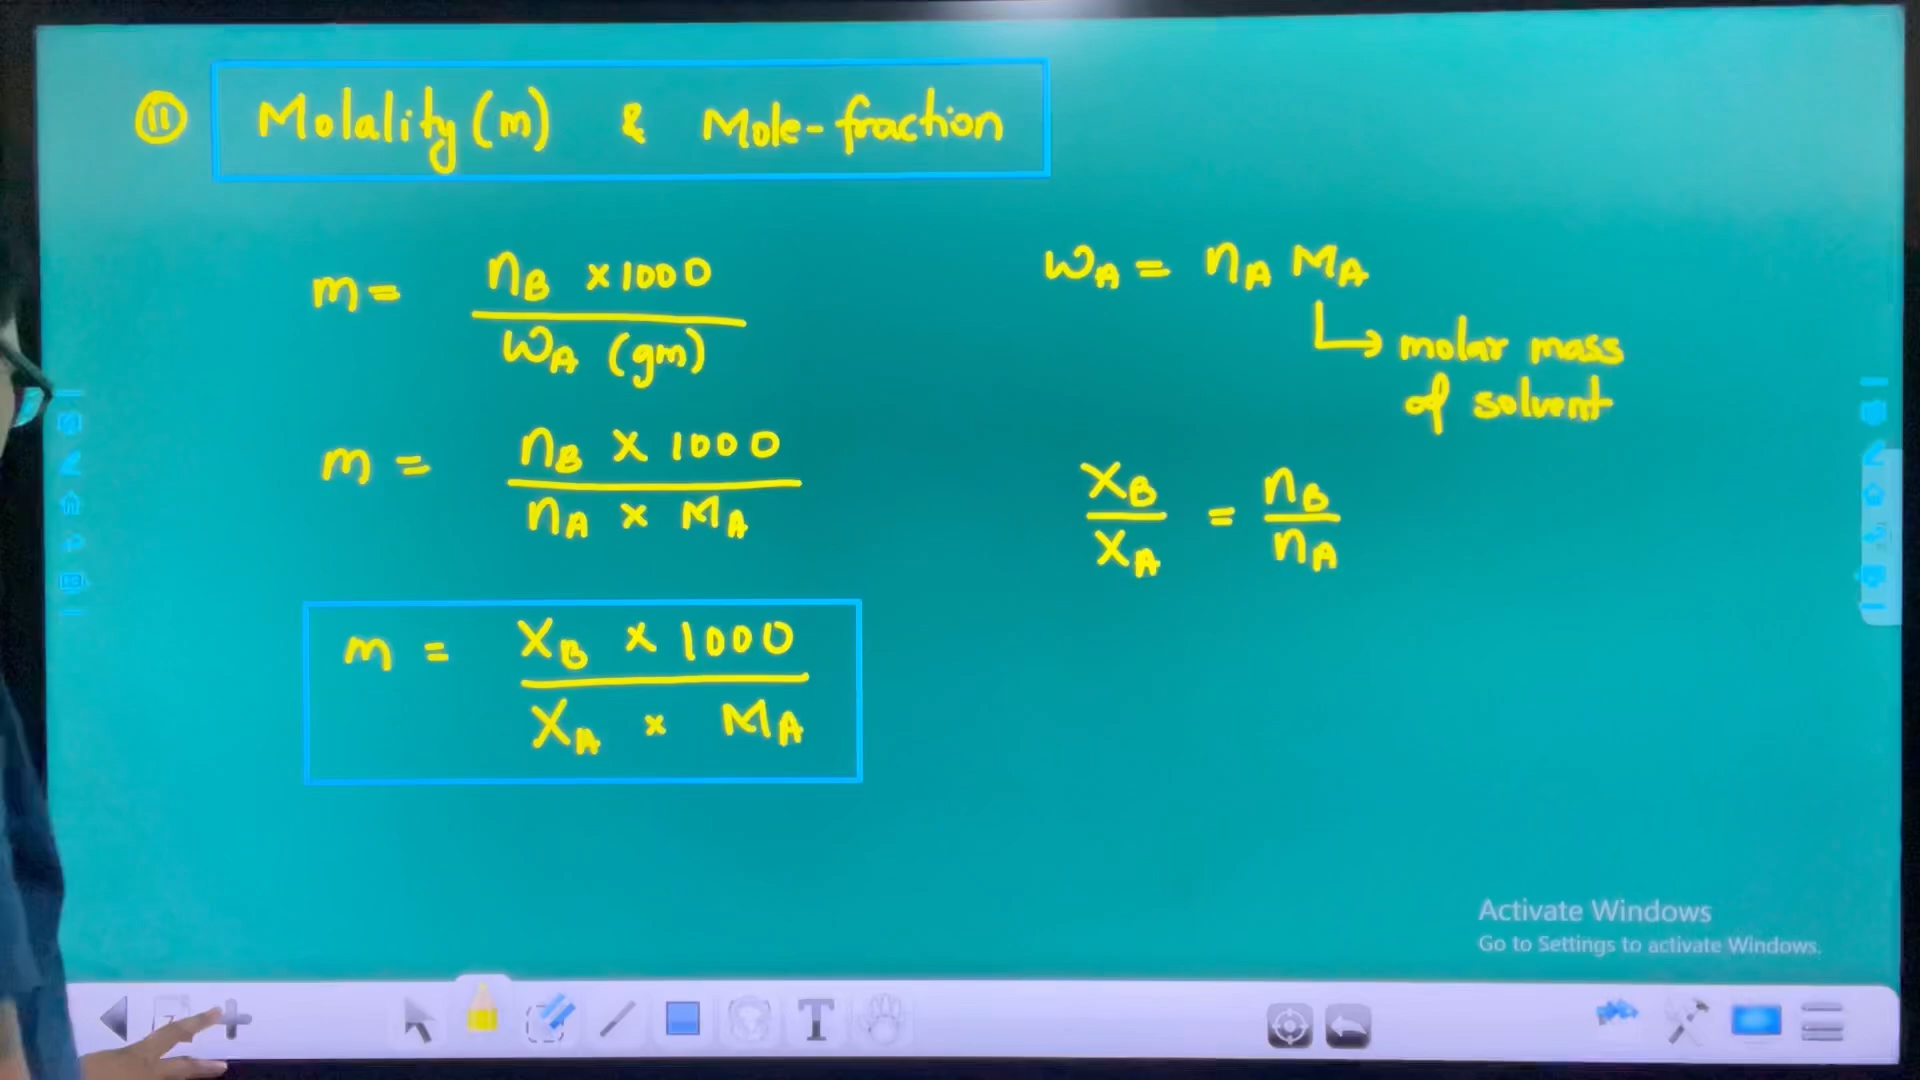 ⑪ Molality (m) & Mole-fraction
m = nB × 1000 / WA (gm)
WA = nA MA
↳ molar mass of solvent
m = nB × 1000 / nA × MA
XB / XA = nB / nA
m = XB × 1000 / XA × MA
Activate Windows
Go to Settings to activate Windows.
7
T